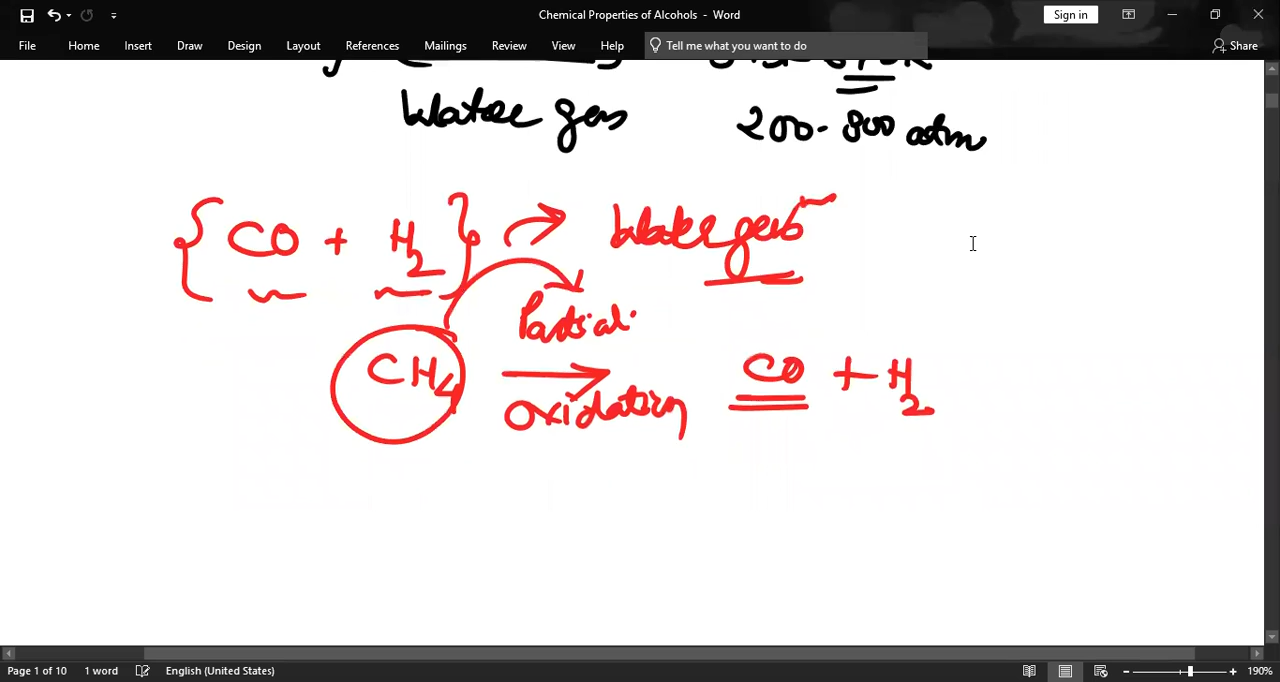 Chemical Properties of Alcohols - Word
Sign in
File Home Insert Draw Design Layout References Mailings Review View Help Tell me what you want to do Share
Water gas
200-300 atm
{CO + H2} → Water gas
Partial
CH4 → CO + H2
oxidation
Page 1 of 10 1 word English (United States) 190%